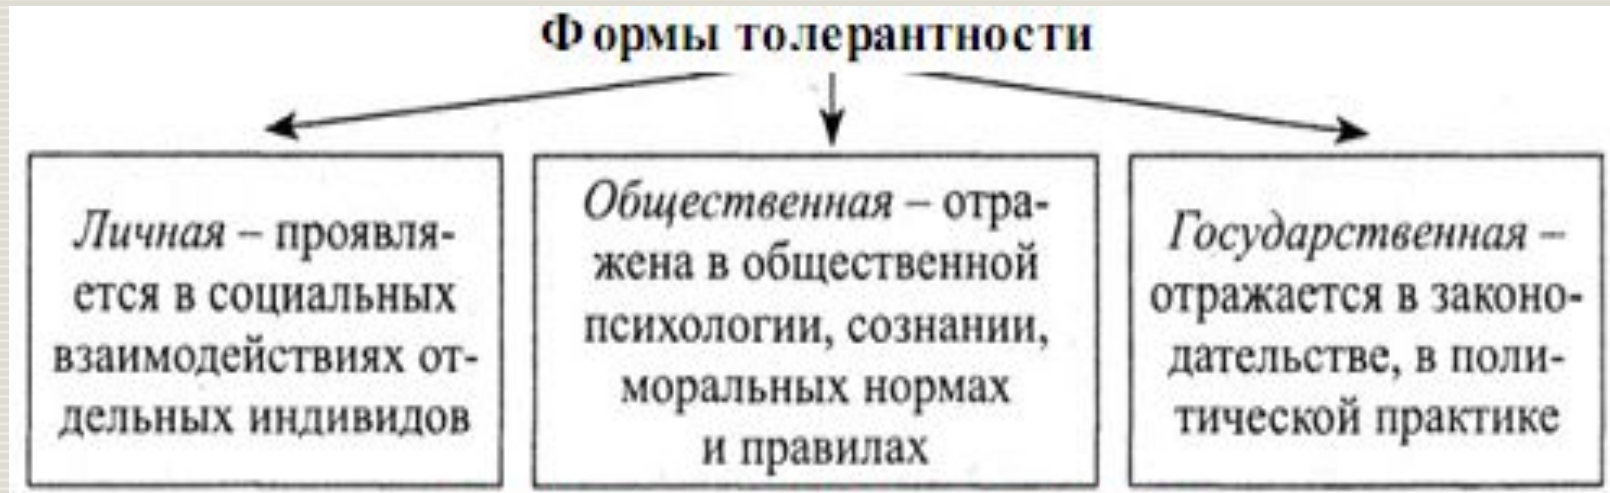 Формы толерантности
Личная – проявля-
ется в социальных
взаимодействиях от-
дельных индивидов
Общественная – отра-
жена в общественной
психологии, сознании,
моральных нормах
и правилах
Государственная –
отражается в законо-
дательстве, в поли-
тической практике